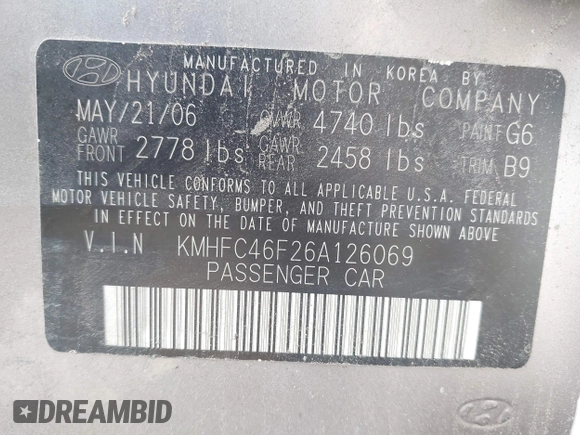 MANUFACTURED IN KOREA BY
HYUNDAI MOTOR COMPANY
MAY/21/06 GVWR 4740 lbs PAINT G6
GAWR FRONT 2778 lbs GAWR REAR 2458 lbs TRIM B9
THIS VEHICLE CONFORMS TO ALL APPLICABLE U.S.A. FEDERAL
MOTOR VEHICLE SAFETY, BUMPER, AND THEFT PREVENTION STANDARDS
IN EFFECT ON THE DATE OF MANUFACTURE SHOWN ABOVE
V.I.N KMHFC46F26A126069
PASSENGER CAR
DREAMBID